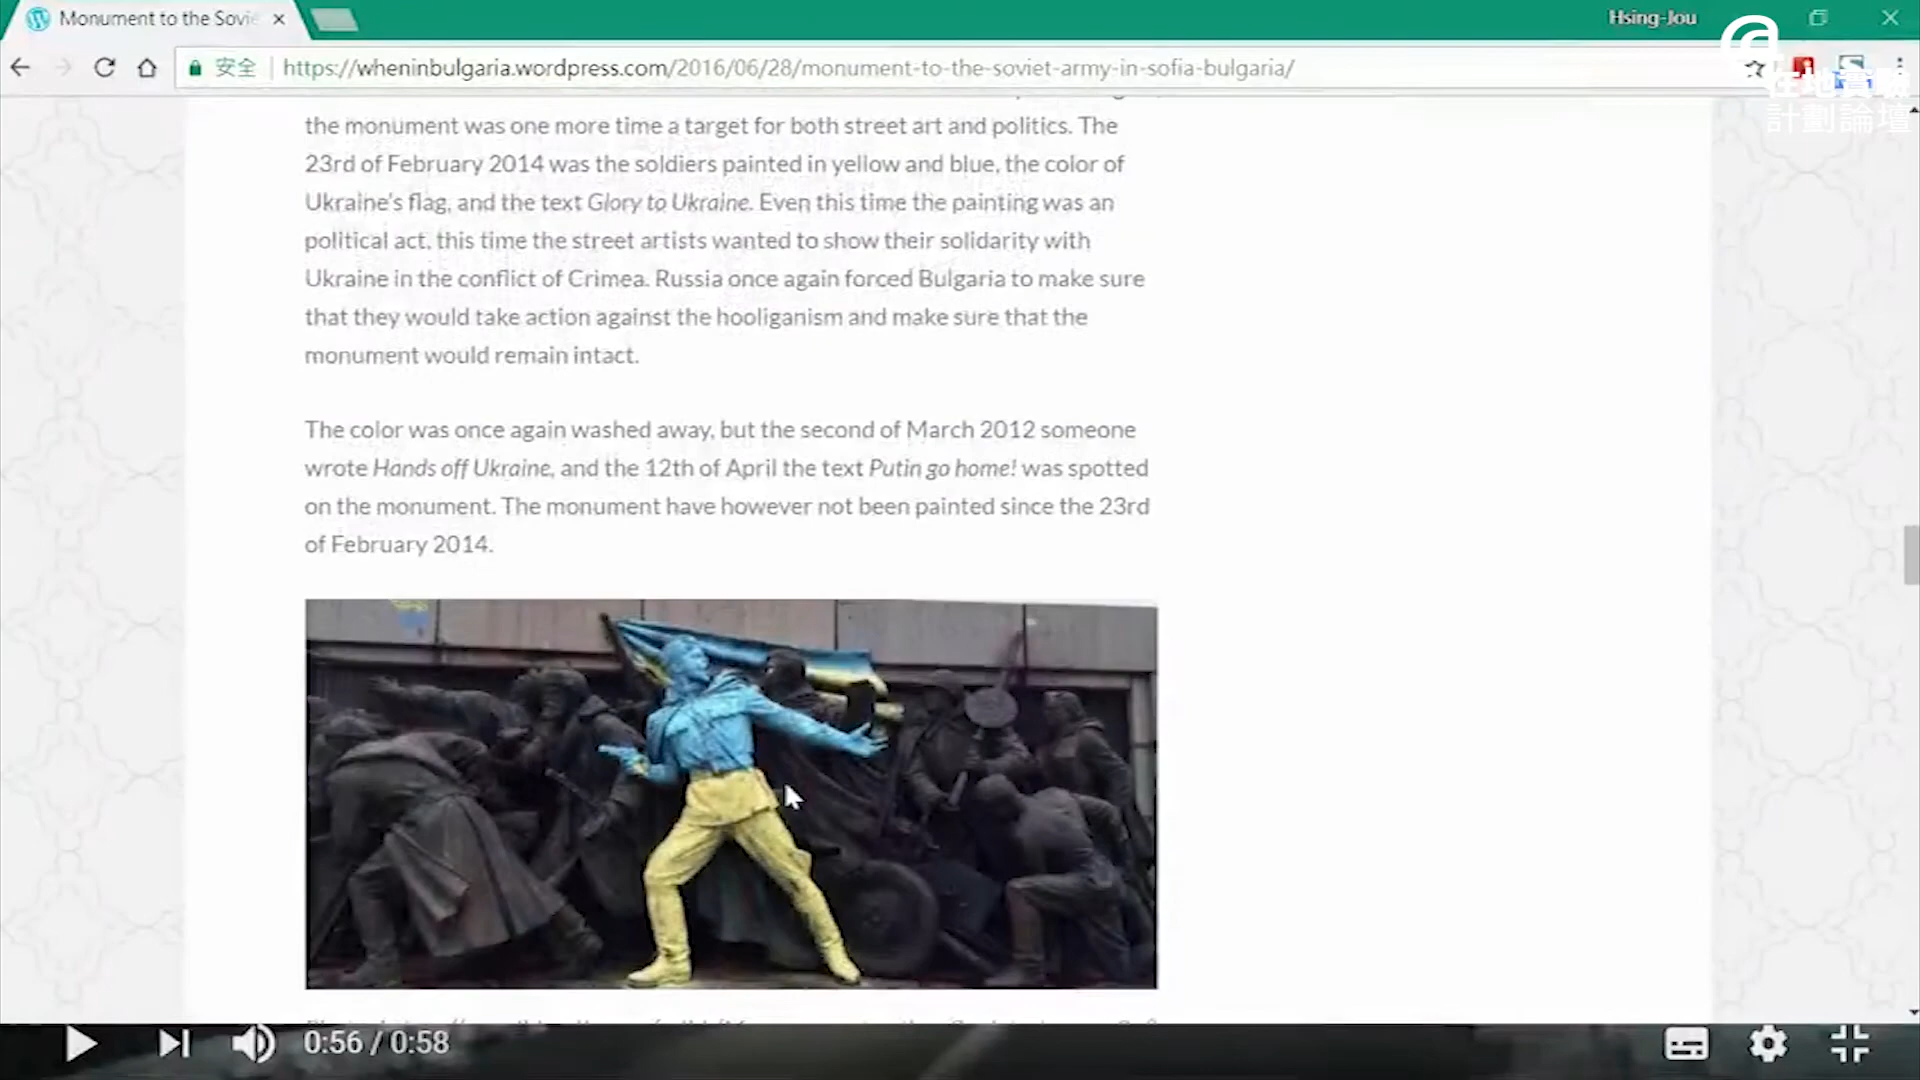 Monument to the Sovie
Hsing-Jou
安全
https://wheninbulgaria.wordpress.com/2016/06/28/monument-to-the-soviet-army-in-sofia-bulgaria/
在地實驗
計劃論壇
the monument was one more time a target for both street art and politics. The
23rd of February 2014 was the soldiers painted in yellow and blue, the color of
Ukraine's flag, and the text Glory to Ukraine. Even this time the painting was an
political act, this time the street artists wanted to show their solidarity with
Ukraine in the conflict of Crimea. Russia once again forced Bulgaria to make sure
that they would take action against the hooliganism and make sure that the
monument would remain intact.
The color was once again washed away, but the second of March 2012 someone
wrote Hands off Ukraine, and the 12th of April the text Putin go home! was spotted
on the monument. The monument have however not been painted since the 23rd
of February 2014.
0:56 / 0:58